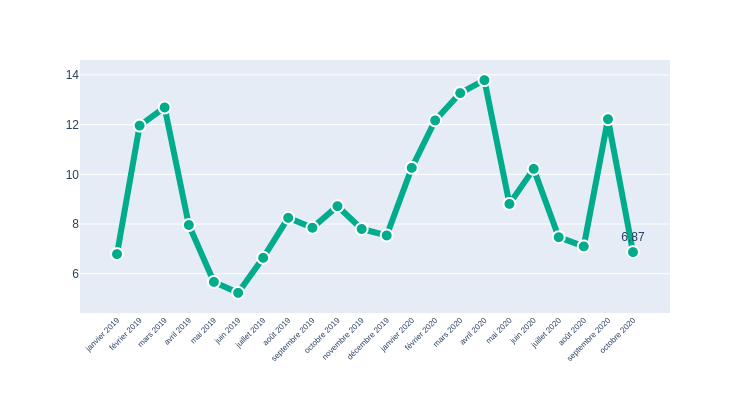 14
12
10
8
6
6.87
janvier 2019
février 2019
mars 2019
avril 2019
mai 2019
juin 2019
juillet 2019
août 2019
septembre 2019
octobre 2019
novembre 2019
décembre 2019
janvier 2020
février 2020
mars 2020
avril 2020
mai 2020
juin 2020
juillet 2020
août 2020
septembre 2020
octobre 2020